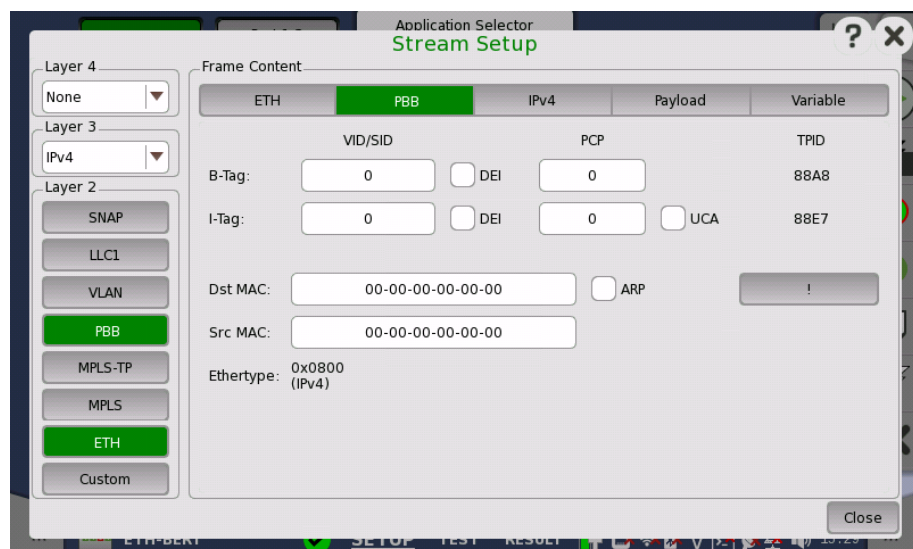 Application Selector
Stream Setup
?
Layer 4
None
Layer 3
IPv4
Layer 2
SNAP
LLC1
VLAN
PBB
MPLS-TP
MPLS
ETH
Custom
Frame Content
ETH PBB IPv4 Payload Variable
VID/SID PCP TPID
B-Tag: 0 DEI 0 88A8
I-Tag: 0 DEI 0 UCA 88E7
Dst MAC: 00-00-00-00-00-00 ARP !
Src MAC: 00-00-00-00-00-00
Ethertype: 0x0800
(IPv4)
Close
ETH-BERT SETUP TEST RESULT 15:29